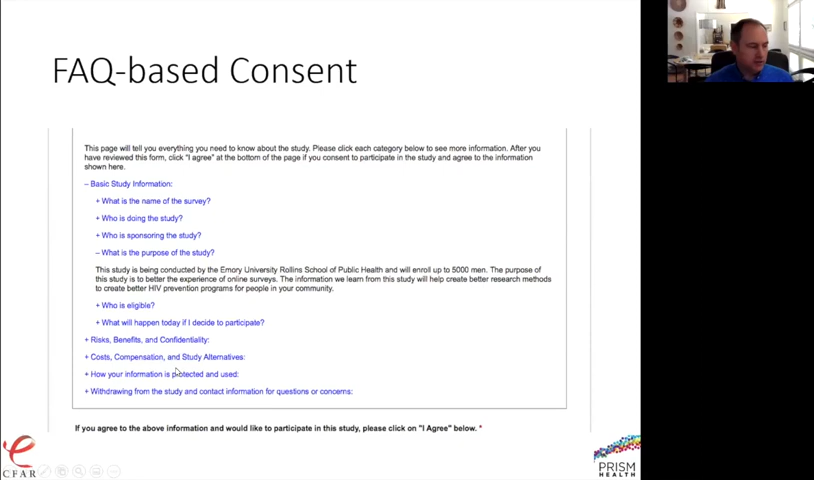 FAQ-based Consent
This page will tell you everything you need to know about the study. Please click each category below to see more information. After you
have reviewed this form, click "I agree" at the bottom of the page if you consent to participate in the study and agree to the information
shown here.
– Basic Study Information:
+ What is the name of the survey?
+ Who is doing the study?
+ Who is sponsoring the study?
– What is the purpose of the study?
This study is being conducted by the Emory University Rollins School of Public Health and will enroll up to 5000 men. The purpose of
this study is to better the experience of online surveys. The information we learn from this study will help create better research methods
to create better HIV prevention programs for people in your community.
+ Who is eligible?
+ What will happen today if I decide to participate?
+ Risks, Benefits, and Confidentiality:
+ Costs, Compensation, and Study Alternatives:
+ How your information is protected and used:
+ Withdrawing from the study and contact information for questions or concerns:
If you agree to the above information and would like to participate in this study, please click on "I Agree" below. *
CFAR
PRISM
HEALTH